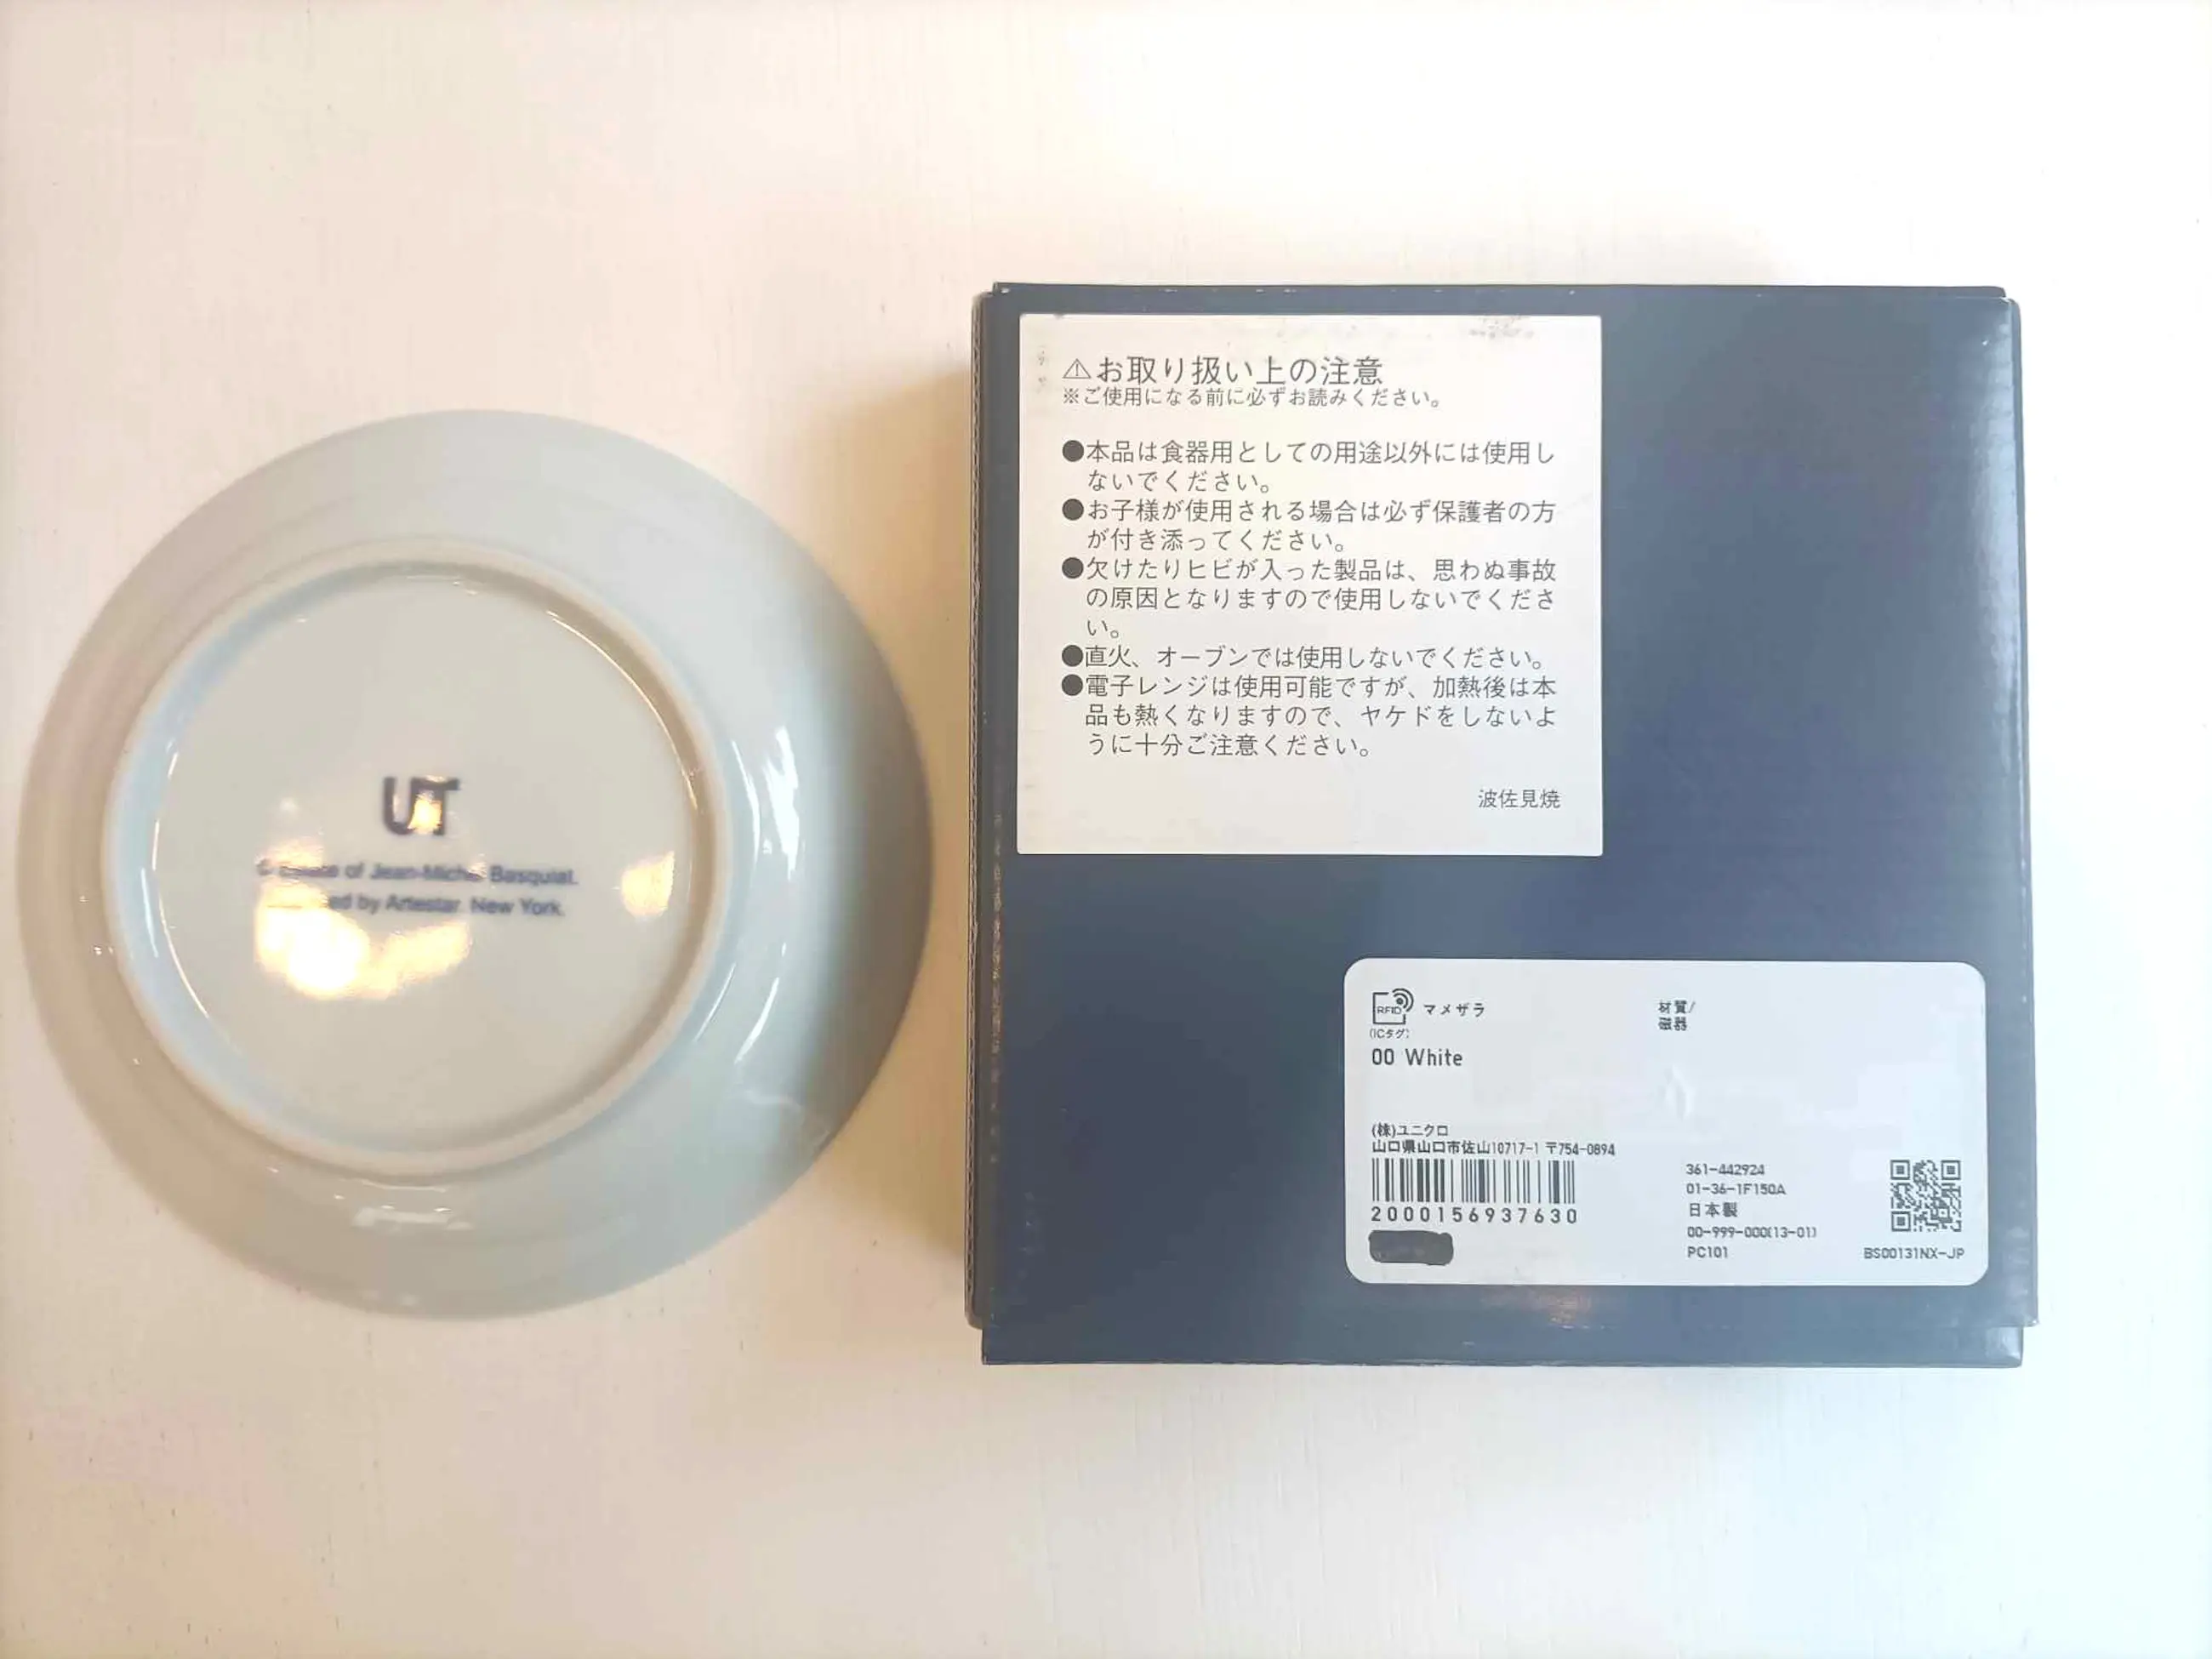 UT
of Jean-Michel Basquiat.
by Artestar. New York.
⚠お取り扱い上の注意
※ご使用になる前に必ずお読みください。
●本品は食器用としての用途以外には使用し
ないでください。
●お子様が使用される場合は必ず保護者の方
が付き添ってください。
●欠けたりヒビが入った製品は、思わぬ事故
の原因となりますので使用しないでくださ
い。
●直火、オーブンでは使用しないでください。
●電子レンジは使用可能ですが、加熱後は本
品も熱くなりますので、ヤケドをしないよ
うに十分ご注意ください。
波佐見焼
RFID マメザラ
(ICタグ)
00 White
材質/
磁器
(株)ユニクロ
山口県山口市佐山10717-1 〒754-0894
2000156937630
361-442924
01-36-1F150A
日本製
00-999-000(13-01)
PC101
BS00131NX-JP